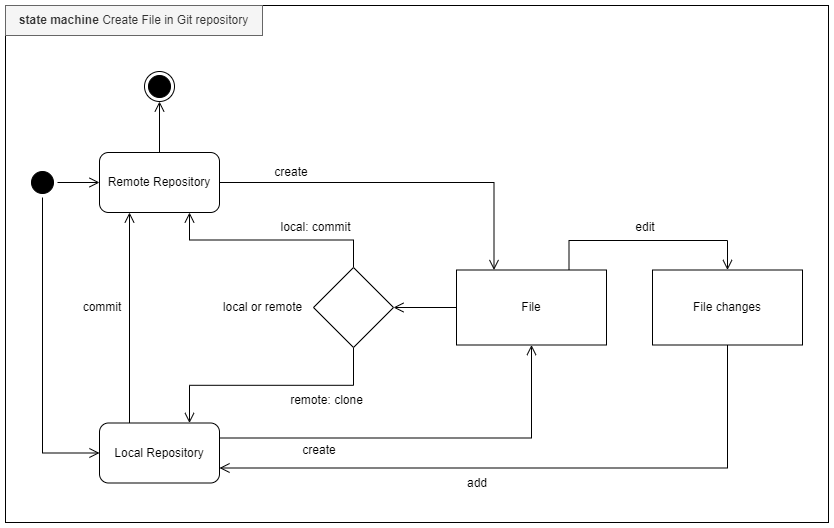 state machine Create File in Git repository
Remote Repository
create
local: commit
edit
commit
local or remote
File
File changes
remote: clone
Local Repository
create
add